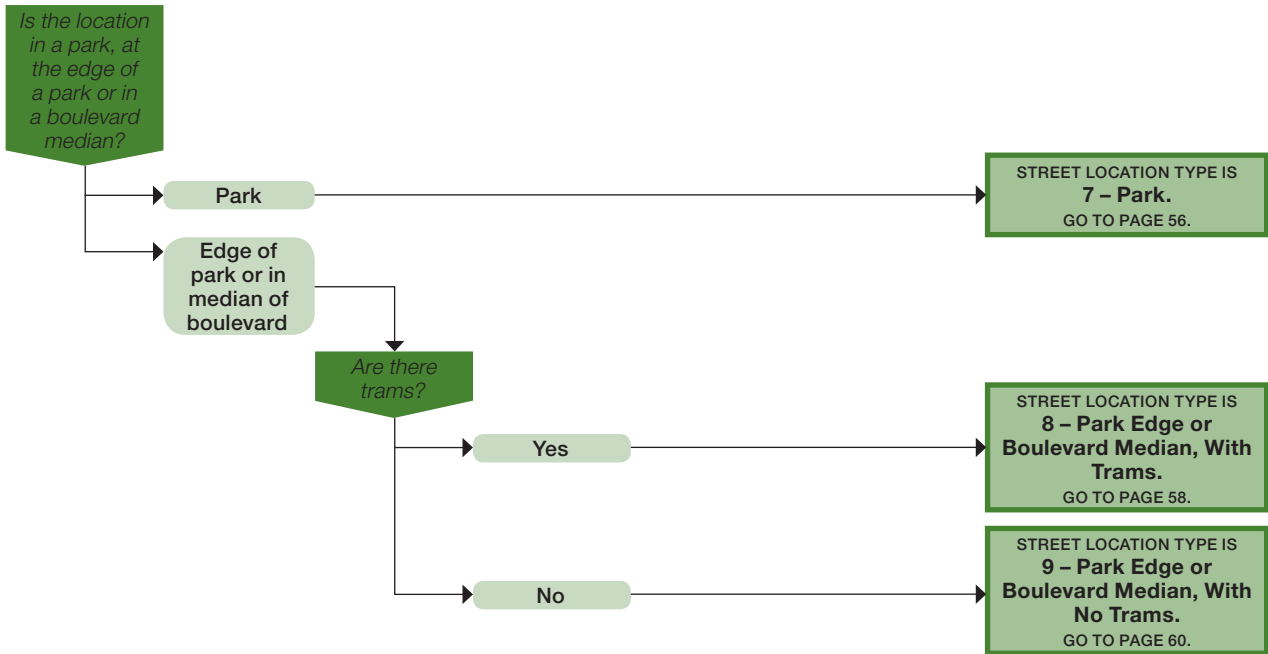 Is the location
in a park, at
the edge of
a park or in
a boulevard
median?
Park
STREET LOCATION TYPE IS
7 – Park.
GO TO PAGE 56.
Edge of
park or in
median of
boulevard
Are there
trams?
Yes
STREET LOCATION TYPE IS
8 – Park Edge or
Boulevard Median, With
Trams.
GO TO PAGE 58.
No
STREET LOCATION TYPE IS
9 – Park Edge or
Boulevard Median, With
No Trams.
GO TO PAGE 60.